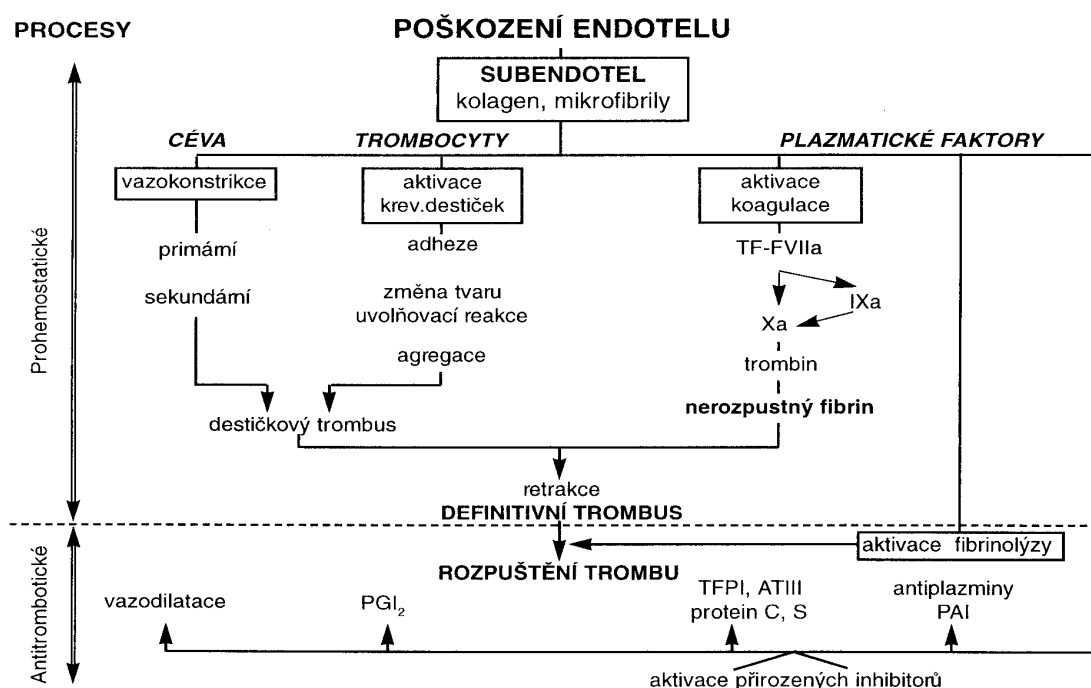 PROCESY
POŠKOZENÍ ENDOTELU
SUBENDOTEL
kolagen, mikrofibrily
CÉVA
TROMBOCYTY
PLAZMATICKÉ FAKTORY
vazokonstrikce
primární
sekundární
aktivace
krev.destiček
adheze
změna tvaru
uvolňovací reakce
agregace
aktivace
koagulace
TF-FVIIa
IXa
Xa
trombin
nerozpustný fibrin
destičkový trombus
retrakce
DEFINITIVNÍ TROMBUS
Prohemostatické
aktivace fibrinolýzy
ROZPUŠTĚNÍ TROMBU
vazodilatace
PGI₂
TFPI, ATIII
protein C, S
antiplazminy
PAI
aktivace přirozených inhibitorů
Antitrombotické